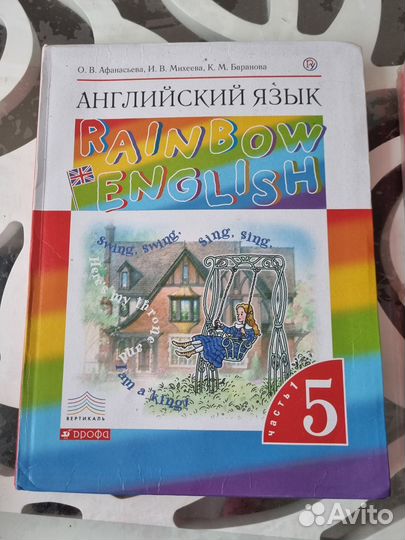 О. В. Афанасьева, И. В. Михеева, К. М. Баранова
АНГЛИЙСКИЙ ЯЗЫК
RAINBOW
ENGLISH
swing, swing,
sing, sing,
Here's my throne
I am a king!
часть 1
5
ВЕРТИКАЛЬ
ДРОФА
Avito